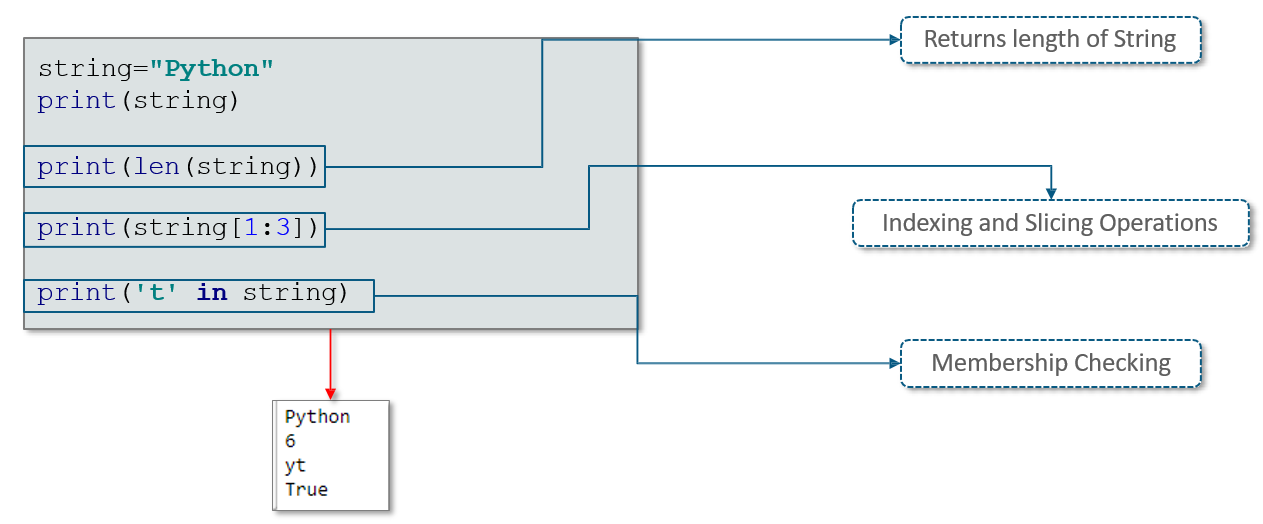 string="Python"
print(string)
print(len(string))
print(string[1:3])
print('t' in string)
Returns length of String
Indexing and Slicing Operations
Membership Checking
Python
6
yt
True